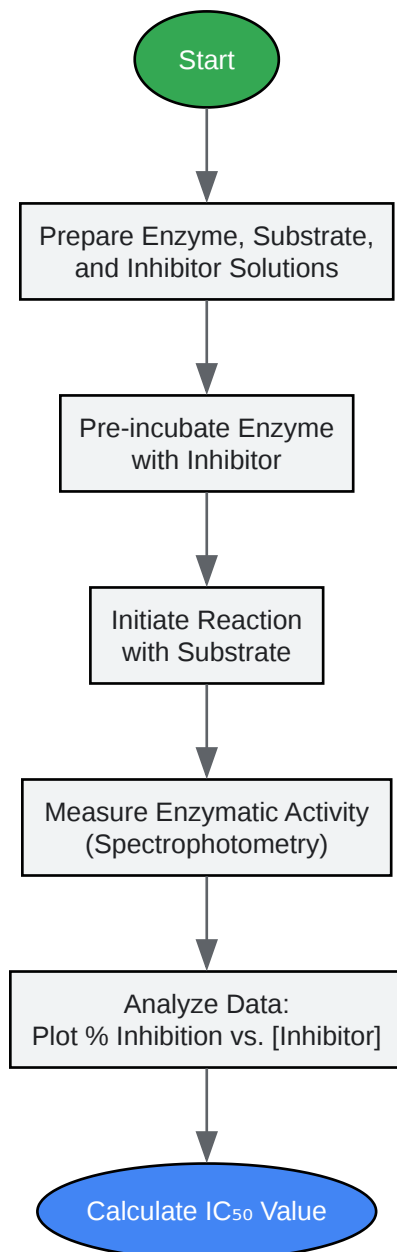 Start
Prepare Enzyme, Substrate,
and Inhibitor Solutions
Pre-incubate Enzyme
with Inhibitor
Initiate Reaction
with Substrate
Measure Enzymatic Activity
(Spectrophotometry)
Analyze Data:
Plot % Inhibition vs. [Inhibitor]
Calculate IC₅₀ Value